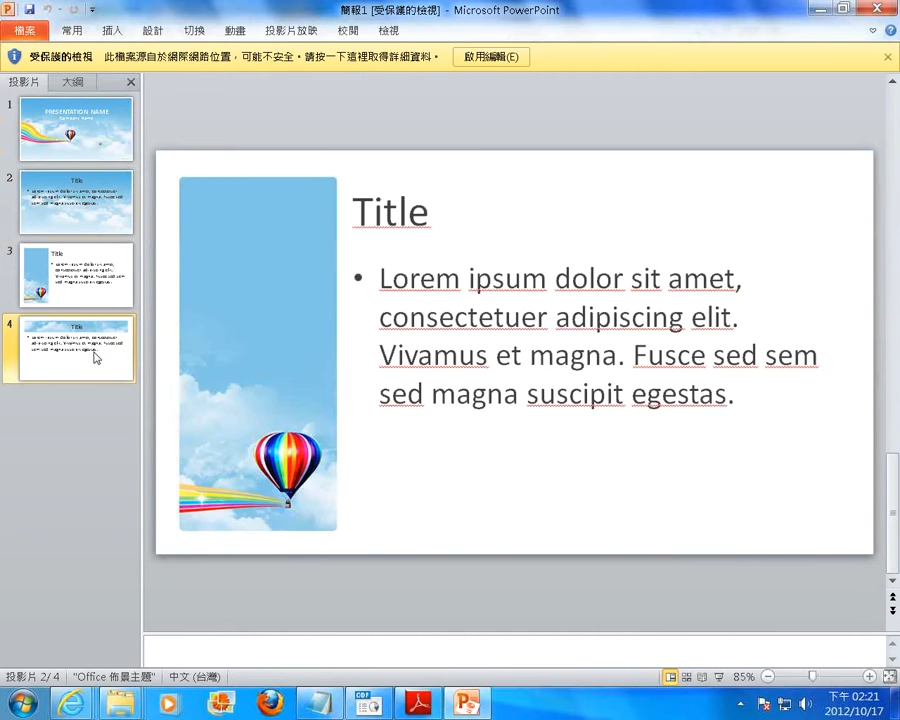 簡報1 [受保護的檢視] - Microsoft PowerPoint
檔案 常用 插入 設計 切換 動畫 投影片放映 校閱 檢視
受保護的檢視 此檔案源自於網際網路位置，可能不安全。請按一下這裡取得詳細資料。 啟用編輯(E)
投影片 大綱
1
PRESENTATION NAME
2
Title
3
Title
4
Title
Title
• Lorem ipsum dolor sit amet,
consectetuer adipiscing elit.
Vivamus et magna. Fusce sed sem
sed magna suscipit egestas.
投影片 2/ 4 "Office 佈景主題" 中文 (台灣) 85%
下午 02:21
2012/10/17